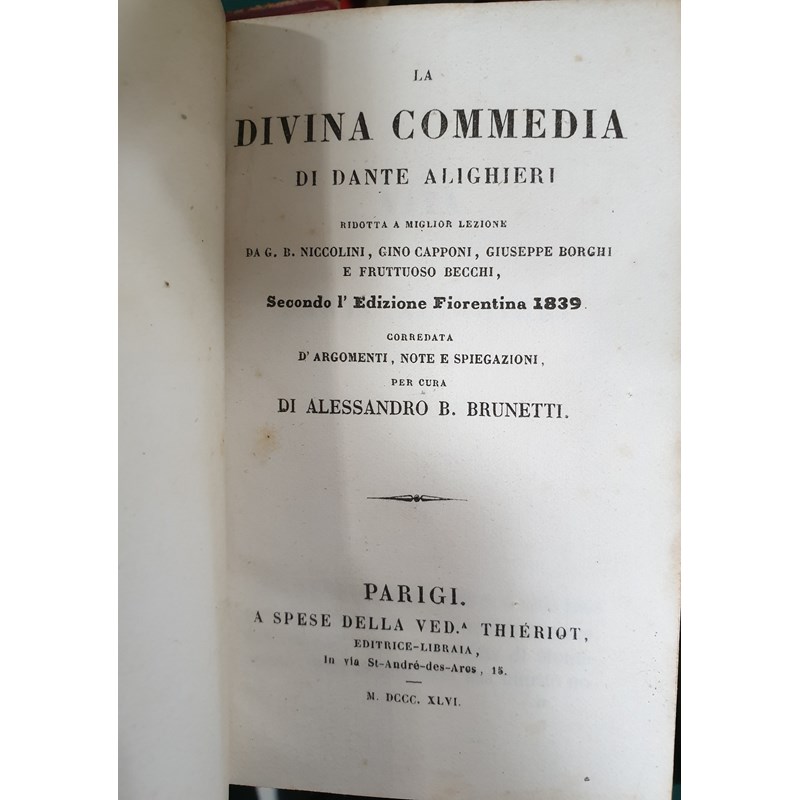 LA
DIVINA COMMEDIA
DI DANTE ALIGHIERI
RIDOTTA A MIGLIOR LEZIONE
DA G. B. NICCOLINI, GINO CAPPONI, GIUSEPPE BORGHI
E FRUTTUOSO BECCHI,
Secondo l' Edizione Fiorentina 1839
CORREDATA
D'ARGOMENTI, NOTE E SPIEGAZIONI,
PER CURA
DI ALESSANDRO B. BRUNETTI.
PARIGI.
A SPESE DELLA VED.ᴬ THIÉRIOT,
EDITRICE-LIBRAIA,
In via St-André-des-Arcs, 15.
M. DCCC. XLVI.